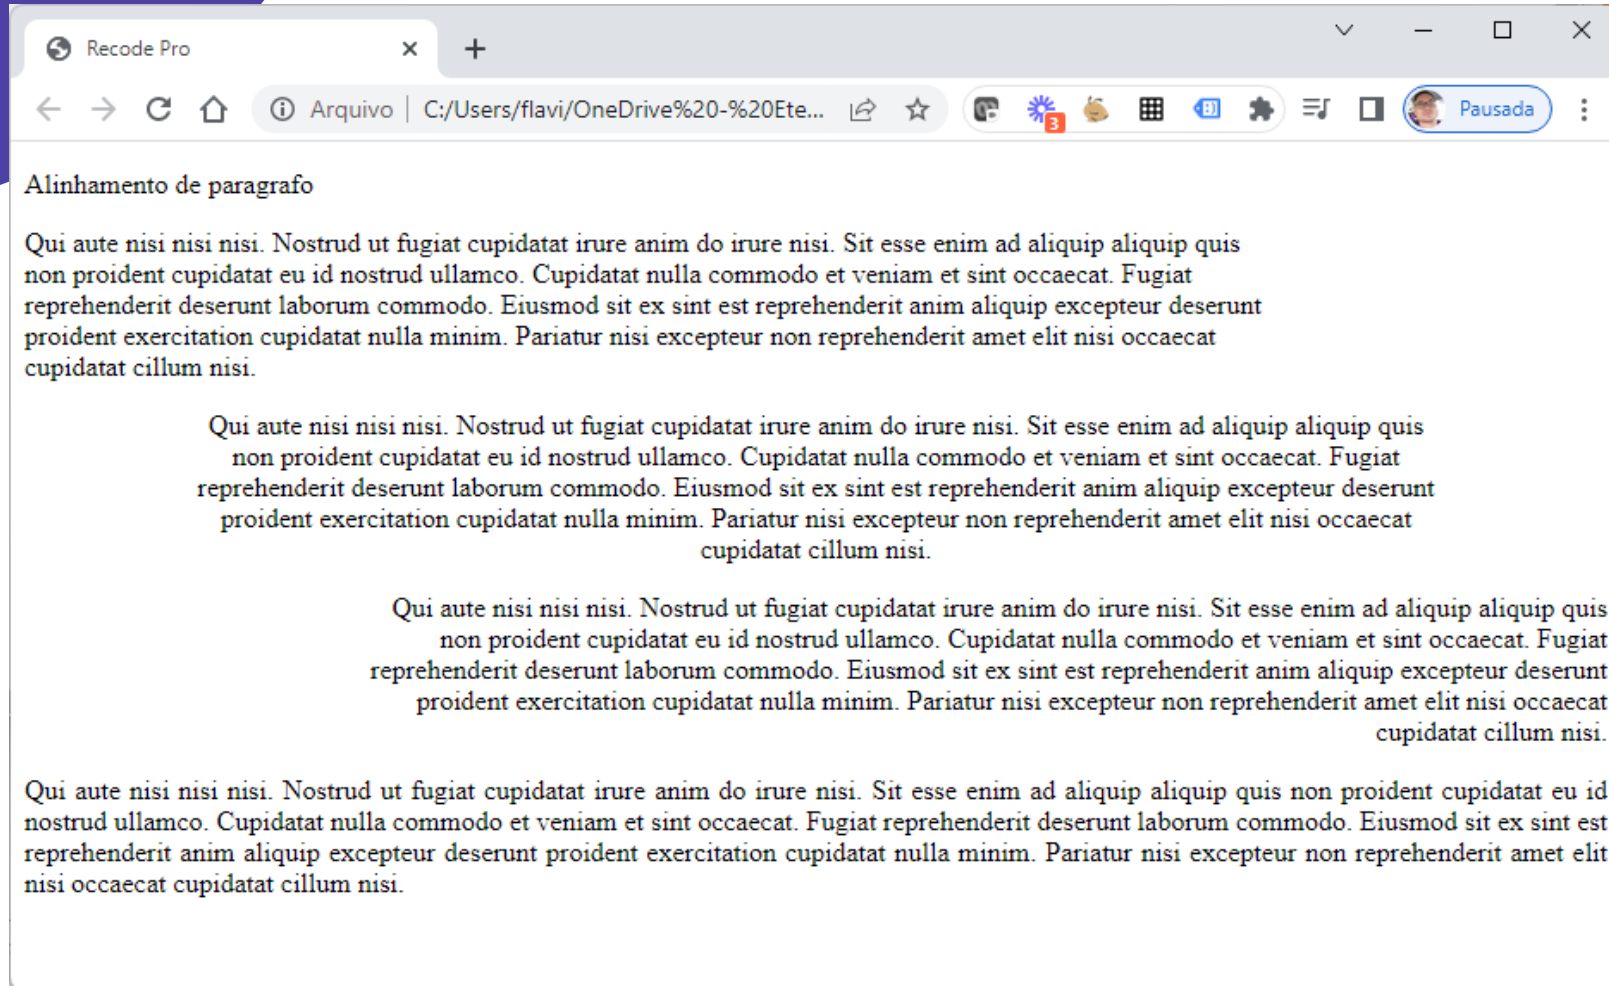 Recode Pro
Arquivo
C:/Users/flavi/OneDrive%20-%20Ete...
3
Pausada
Alinhamento de paragrafo
Qui aute nisi nisi nisi. Nostrud ut fugiat cupidatat irure anim do irure nisi. Sit esse enim ad aliquip aliquip quis
non proident cupidatat eu id nostrud ullamco. Cupidatat nulla commodo et veniam et sint occaecat. Fugiat
reprehenderit deserunt laborum commodo. Eiusmod sit ex sint est reprehenderit anim aliquip excepteur deserunt
proident exercitation cupidatat nulla minim. Pariatur nisi excepteur non reprehenderit amet elit nisi occaecat
cupidatat cillum nisi.
Qui aute nisi nisi nisi. Nostrud ut fugiat cupidatat irure anim do irure nisi. Sit esse enim ad aliquip aliquip quis
non proident cupidatat eu id nostrud ullamco. Cupidatat nulla commodo et veniam et sint occaecat. Fugiat
reprehenderit deserunt laborum commodo. Eiusmod sit ex sint est reprehenderit anim aliquip excepteur deserunt
proident exercitation cupidatat nulla minim. Pariatur nisi excepteur non reprehenderit amet elit nisi occaecat
cupidatat cillum nisi.
Qui aute nisi nisi nisi. Nostrud ut fugiat cupidatat irure anim do irure nisi. Sit esse enim ad aliquip aliquip quis
non proident cupidatat eu id nostrud ullamco. Cupidatat nulla commodo et veniam et sint occaecat. Fugiat
reprehenderit deserunt laborum commodo. Eiusmod sit ex sint est reprehenderit anim aliquip excepteur deserunt
proident exercitation cupidatat nulla minim. Pariatur nisi excepteur non reprehenderit amet elit nisi occaecat
cupidatat cillum nisi.
Qui aute nisi nisi nisi. Nostrud ut fugiat cupidatat irure anim do irure nisi. Sit esse enim ad aliquip aliquip quis non proident cupidatat eu id
nostrud ullamco. Cupidatat nulla commodo et veniam et sint occaecat. Fugiat reprehenderit deserunt laborum commodo. Eiusmod sit ex sint est
reprehenderit anim aliquip excepteur deserunt proident exercitation cupidatat nulla minim. Pariatur nisi excepteur non reprehenderit amet elit
nisi occaecat cupidatat cillum nisi.